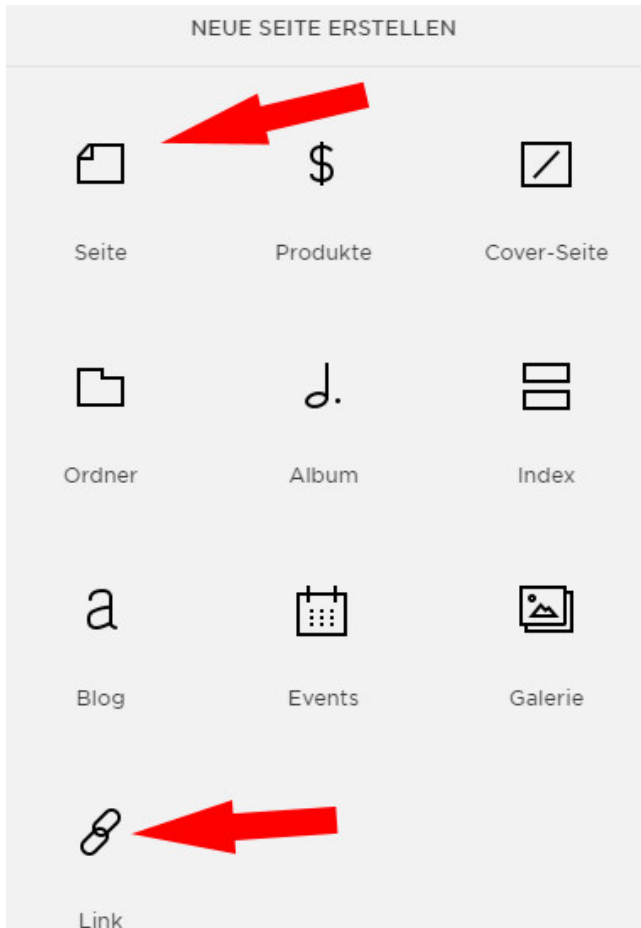 NEUE SEITE ERSTELLEN
$
Seite Produkte Cover-Seite
Ordner Album Index
a
Blog Events Galerie
Link